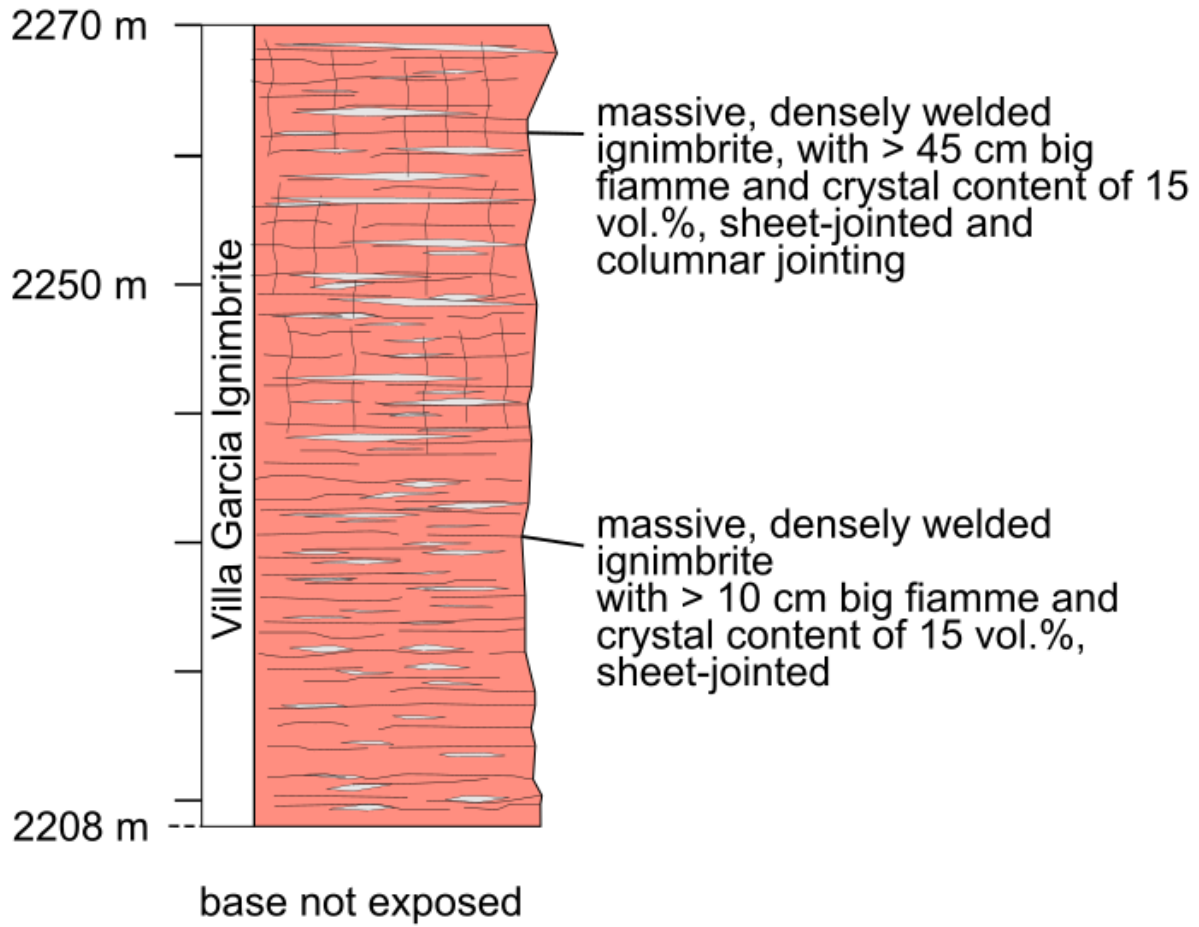 2270 m
massive, densely welded
ignimbrite, with > 45 cm big
fiamme and crystal content of 15
vol.%, sheet-jointed and
columnar jointing
2250 m
Villa Garcia Ignimbrite
massive, densely welded
ignimbrite
with > 10 cm big fiamme and
crystal content of 15 vol.%,
sheet-jointed
2208 m
base not exposed